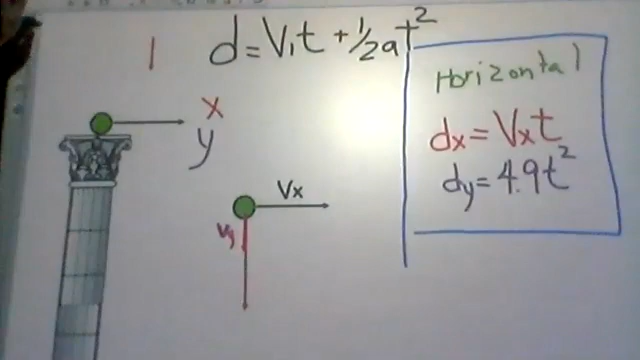 1
d = V₁t + 1/2at²
x
y
Vx
Vy
Horizontal
dx = Vxt
dy = 4.9t²